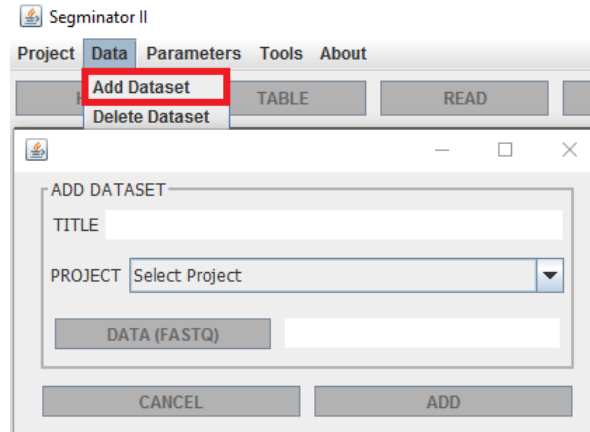 Segminator II
Project Data Parameters Tools About
Add Dataset
TABLE READ
Delete Dataset
ADD DATASET
TITLE
PROJECT Select Project
DATA (FASTQ)
CANCEL ADD